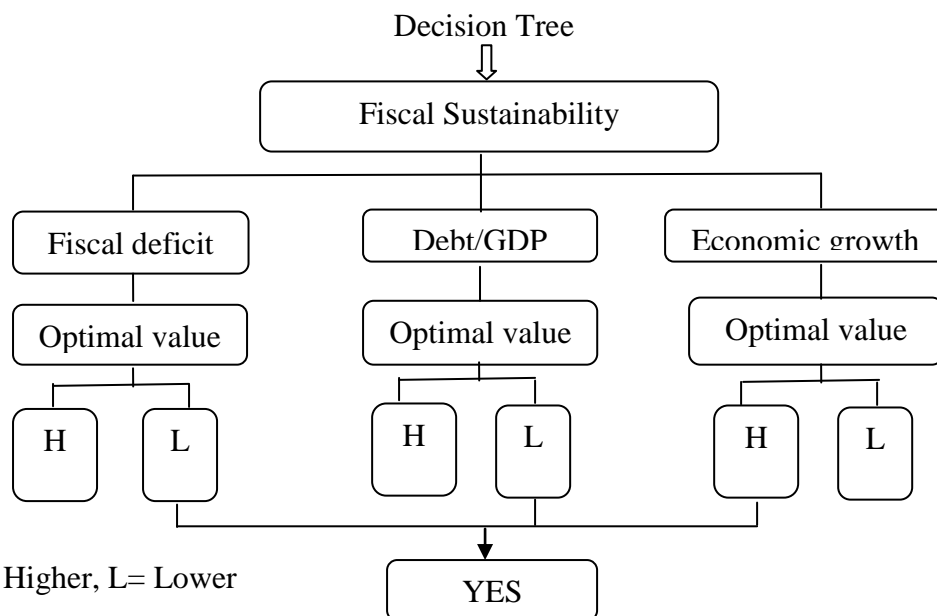 Decision Tree
Fiscal Sustainability
Fiscal deficit
Debt/GDP
Economic growth
Optimal value
Optimal value
Optimal value
H
L
H
L
H
L
Higher, L= Lower
YES